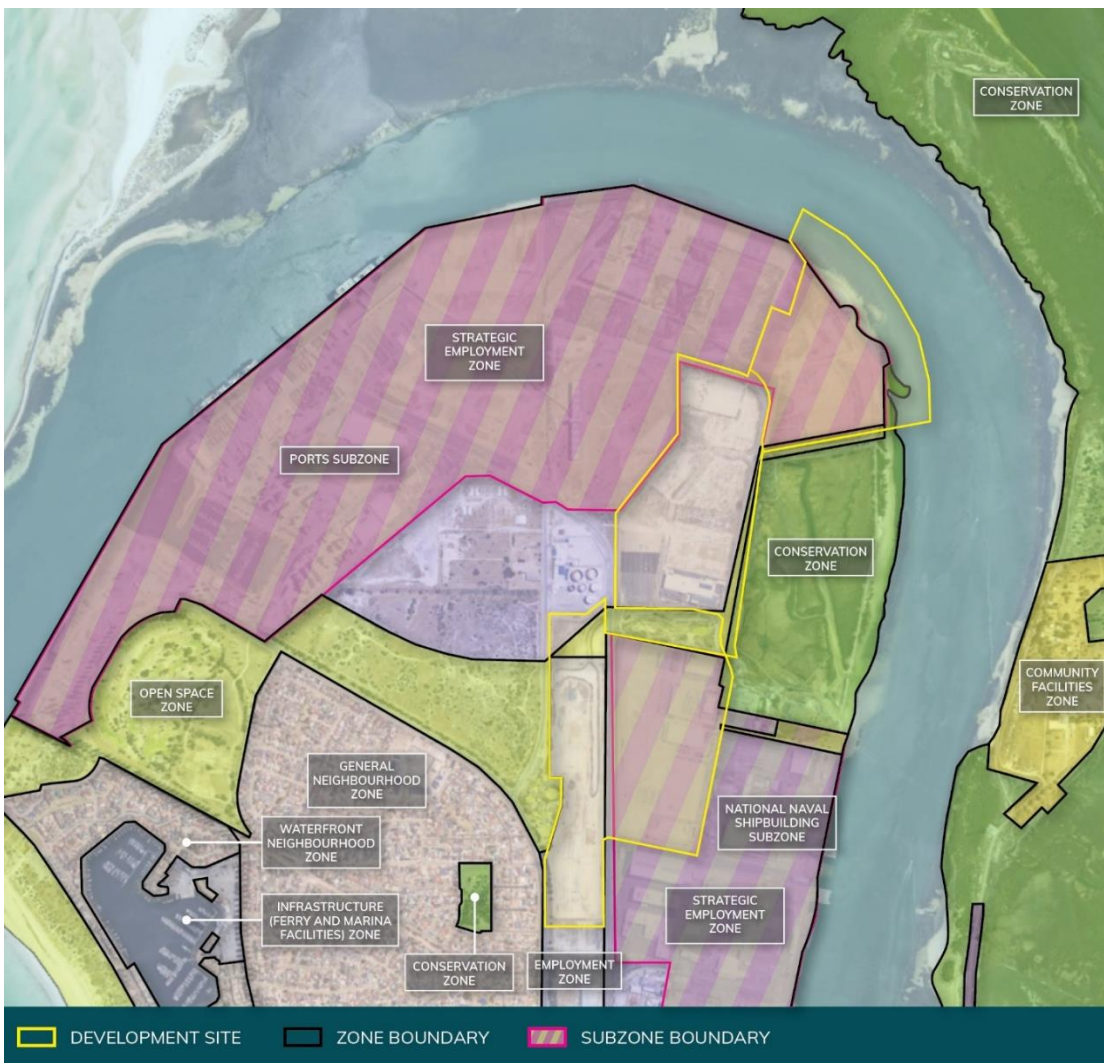 CONSERVATION
ZONE
STRATEGIC
EMPLOYMENT
ZONE
PORTS SUBZONE
CONSERVATION
ZONE
OPEN SPACE
ZONE
COMMUNITY
FACILITIES
ZONE
GENERAL
NEIGHBOURHOOD
ZONE
NATIONAL NAVAL
SHIPBUILDING
SUBZONE
WATERFRONT
NEIGHBOURHOOD
ZONE
INFRASTRUCTURE
(FERRY AND MARINA
FACILITIES) ZONE
STRATEGIC
EMPLOYMENT
ZONE
CONSERVATION
ZONE
EMPLOYMENT
ZONE
DEVELOPMENT SITE
ZONE BOUNDARY
SUBZONE BOUNDARY